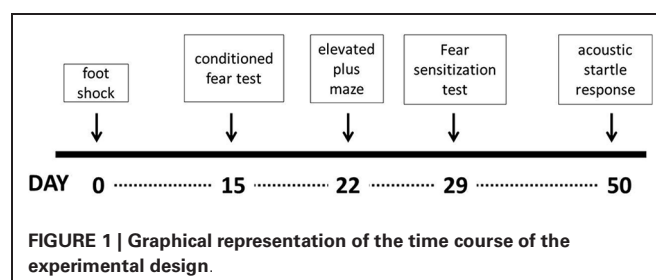 foot shock
conditioned fear test
elevated plus maze
Fear sensitization test
acoustic startle response
DAY 0 ............... 15 ............... 22 ............... 29 ..................... 50
FIGURE 1 | Graphical representation of the time course of the
experimental design.